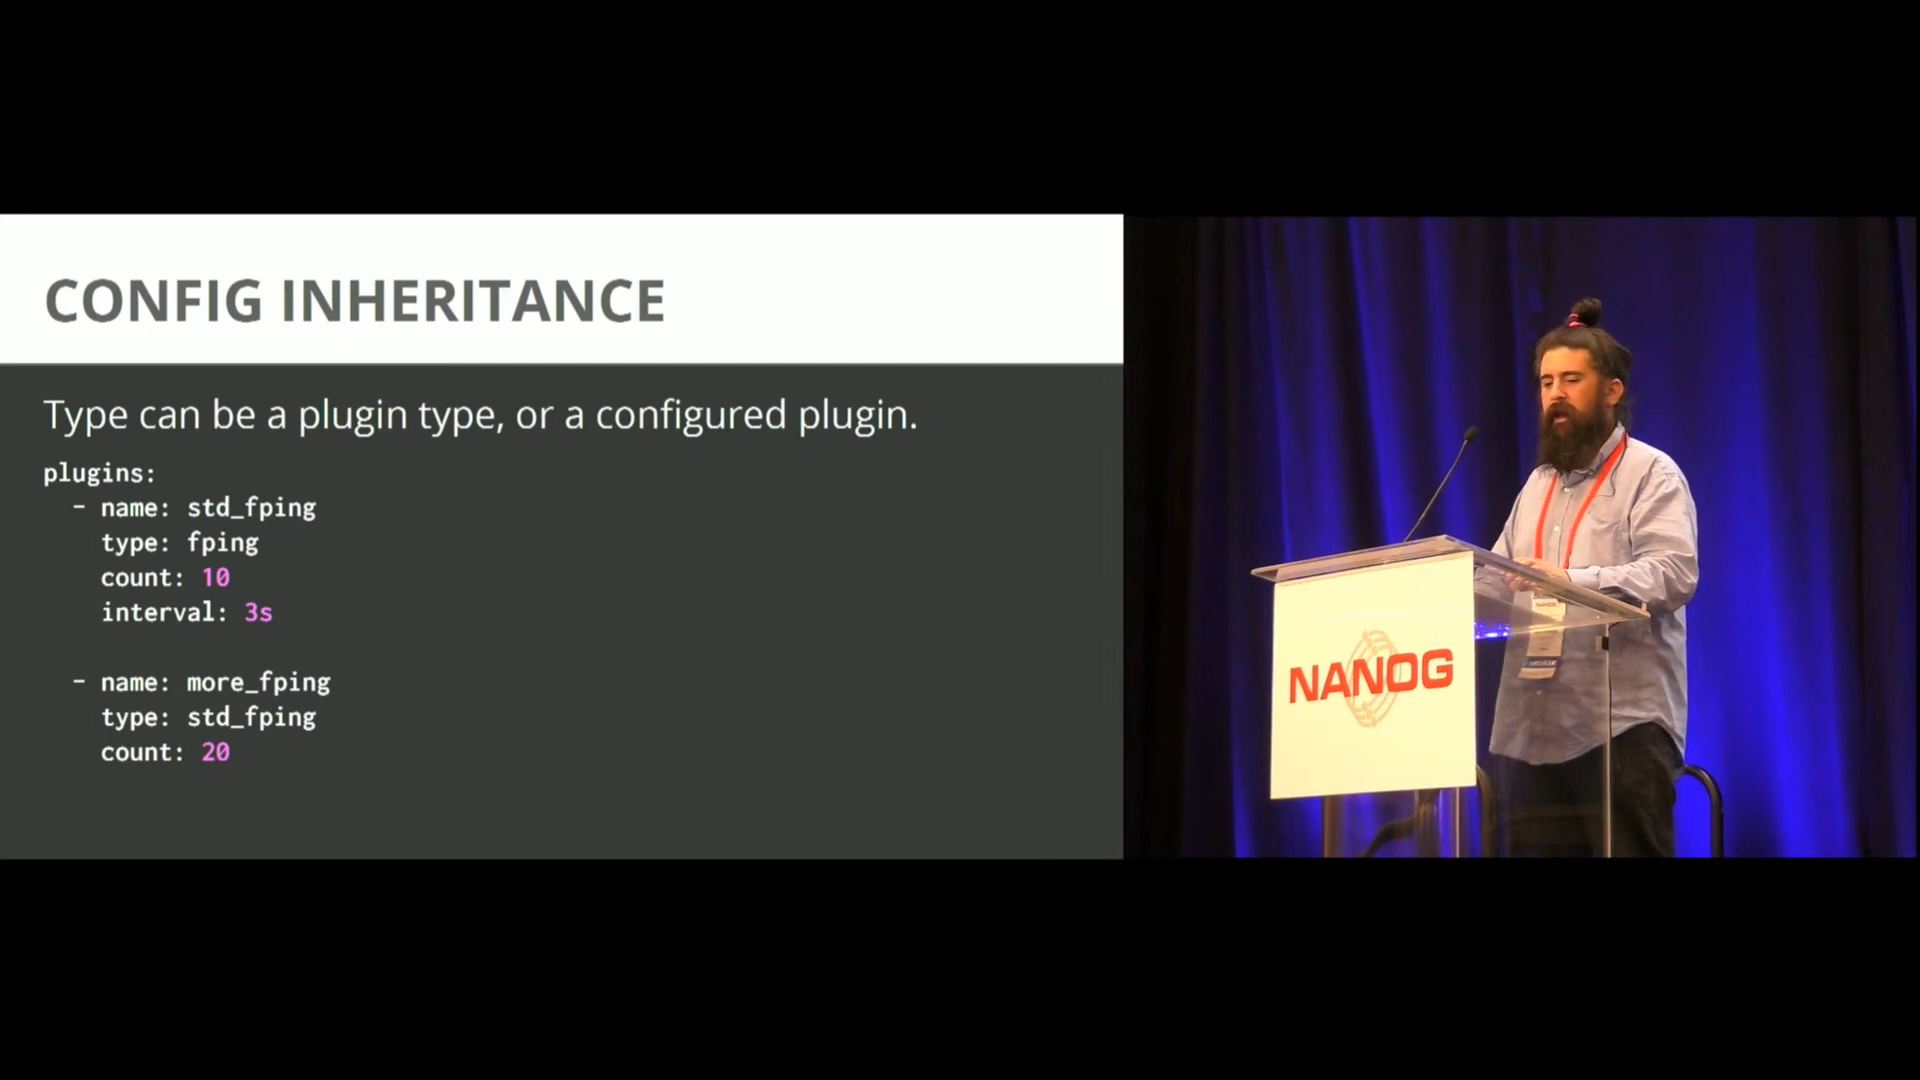 CONFIG INHERITANCE
Type can be a plugin type, or a configured plugin.
plugins:
  - name: std_fping
    type: fping
    count: 10
    interval: 3s

  - name: more_fping
    type: std_fping
    count: 20
NANOG
NANOG